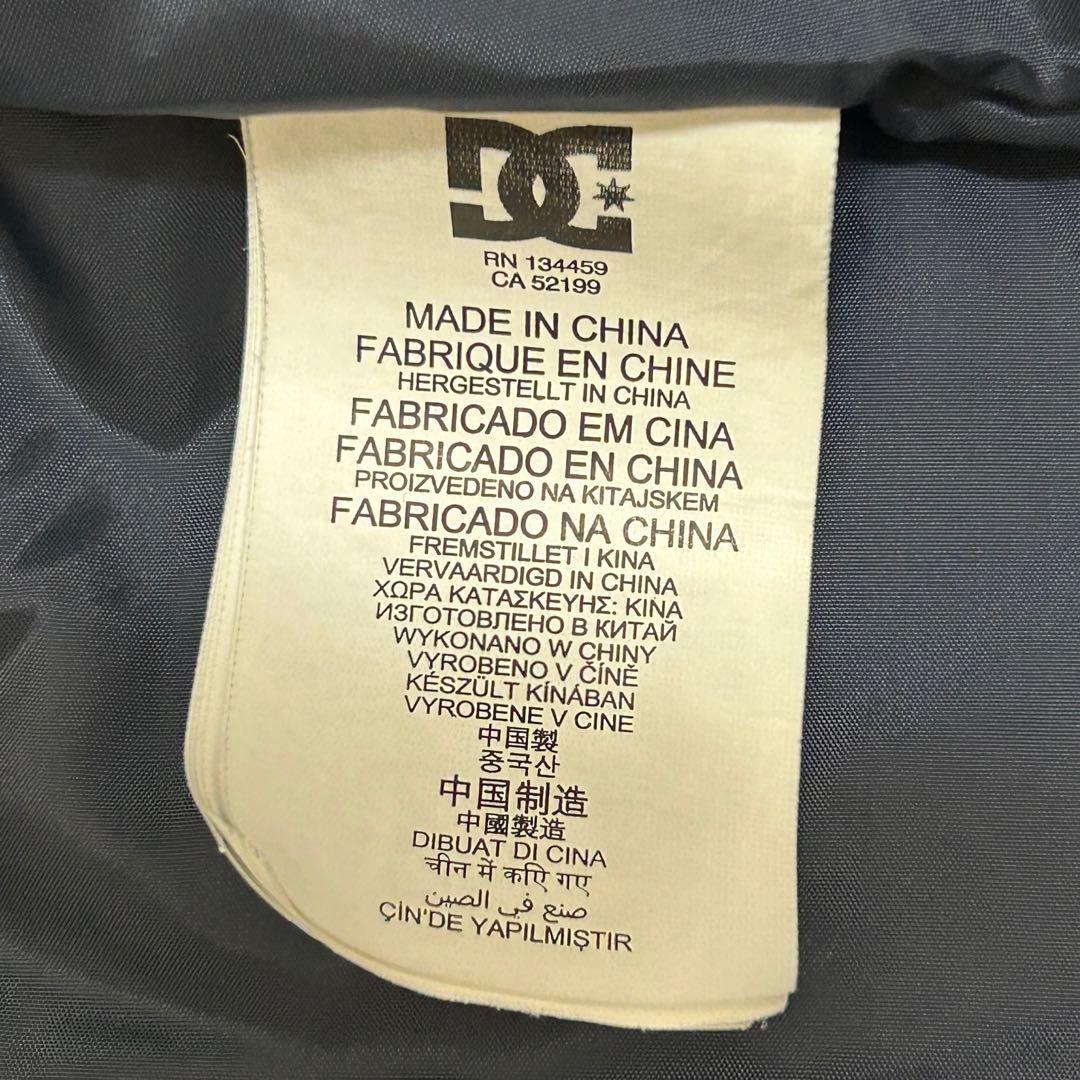 DC
RN 134459
CA 52199
MADE IN CHINA
FABRIQUE EN CHINE
HERGESTELLT IN CHINA
FABRICADO EM CINA
FABRICADO EN CHINA
PROIZVEDENO NA KITAJSKEM
FABRICADO NA CHINA
FREMSTILLET I KINA
VERVAARDIGD IN CHINA
ΧΩΡΑ ΚΑΤΑΣΚΕΥΗΣ: ΚΙΝΑ
ИЗГОТОВЛЕНО В КИТАЙ
WYKONANO W CHINY
VYROBENO V ČÍNĚ
KÉSZÜLT KÍNÁBAN
VYROBENE V CINE
中国製
중국산
中国制造
中國製造
DIBUAT DI CINA
चीन में कएि गए
صنع في الصين
ÇİN'DE YAPILMIŞTIR